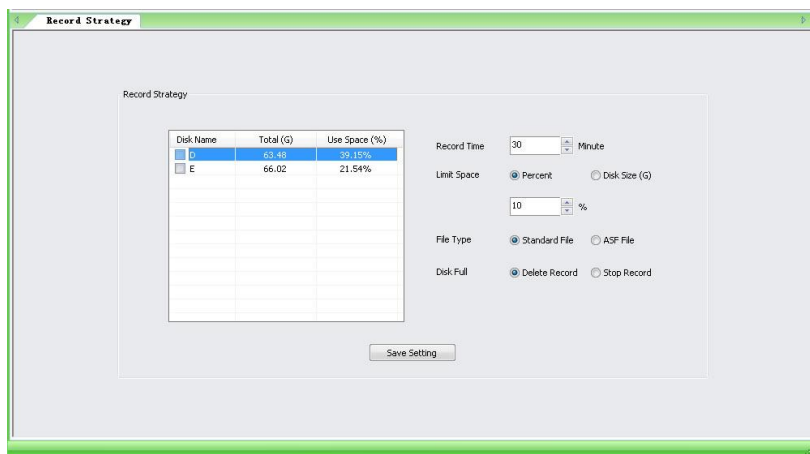 Record Strategy
Record Strategy
Disk Name Total (G) Use Space (%)
D 63.48 39.15%
E 66.02 21.54%
Record Time 30 Minute
Limit Space Percent Disk Size (G)
10 %
File Type Standard File ASF File
Disk Full Delete Record Stop Record
Save Setting